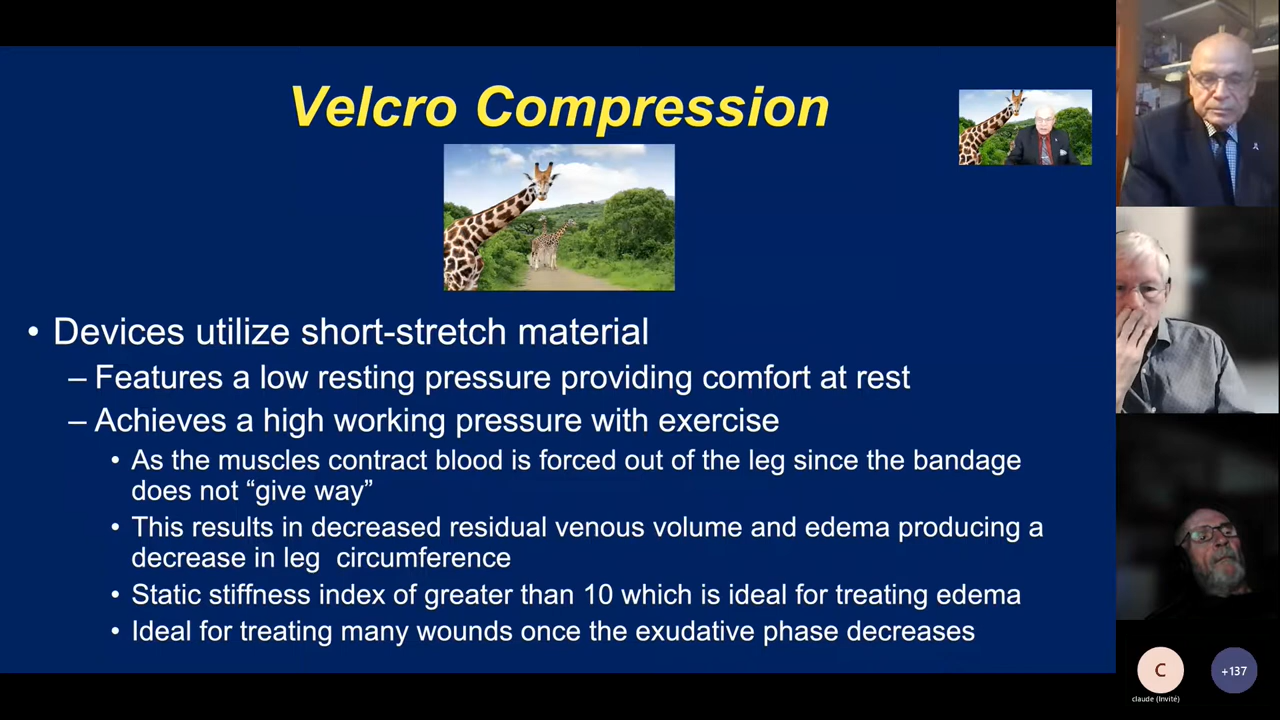 Velcro Compression
• Devices utilize short-stretch material
– Features a low resting pressure providing comfort at rest
– Achieves a high working pressure with exercise
• As the muscles contract blood is forced out of the leg since the bandage
does not “give way”
• This results in decreased residual venous volume and edema producing a
decrease in leg  circumference
• Static stiffness index of greater than 10 which is ideal for treating edema
• Ideal for treating many wounds once the exudative phase decreases
C
+137
claude (Invité)